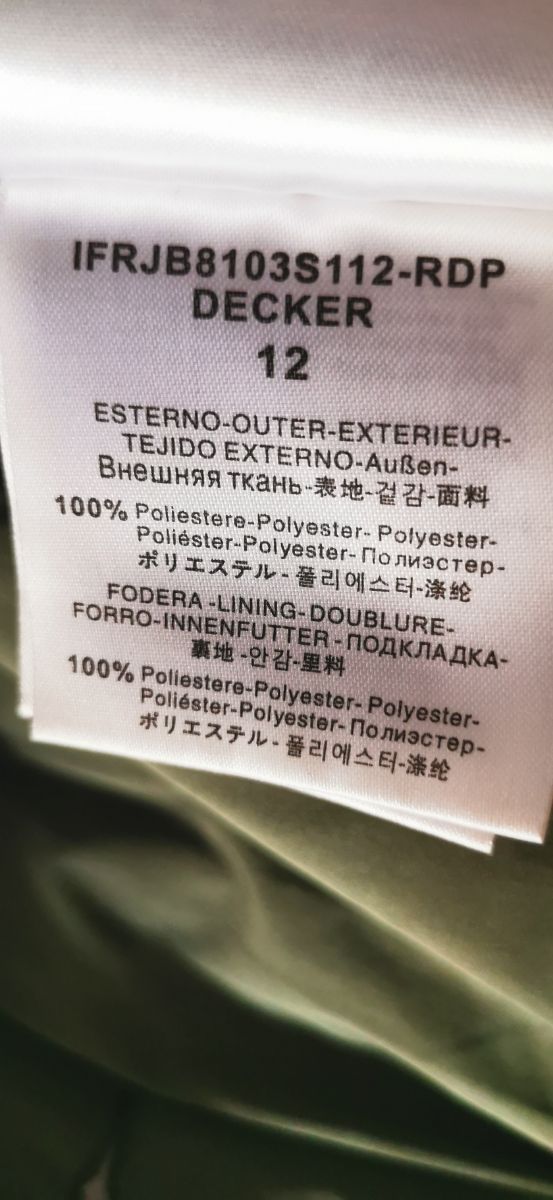 IFRJB8103S112-RDP
DECKER
12
ESTERNO-OUTER-EXTERIEUR-
TEJIDO EXTERNO-Außen-
Внешняя ткань-表地-겉감-面料
100% Poliestere-Polyester- Polyester-
Poliéster-Polyester-Полиэстер-
ポリエステル-폴리에스터-涤纶
FODERA-LINING-DOUBLURE-
FORRO-INNENFUTTER-ПОДКЛАДКА-
裏地-안감-里料
100% Poliestere-Polyester- Polyester-
Poliéster-Polyester-Полиэстер-
ポリエステル-폴리에스터-涤纶